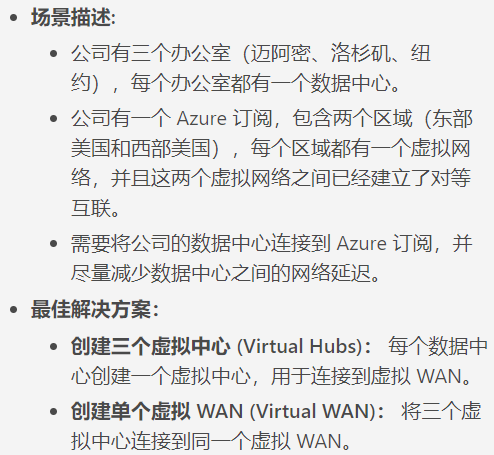 • 场景描述:
• 公司有三个办公室（迈阿密、洛杉矶、纽
约），每个办公室都有一个数据中心。
• 公司有一个 Azure 订阅，包含两个区域（东部
美国和西部美国），每个区域都有一个虚拟网
络，并且这两个虚拟网络之间已经建立了对等
互联。
• 需要将公司的数据中心连接到 Azure 订阅，并
尽量减少数据中心之间的网络延迟。
• 最佳解决方案：
• 创建三个虚拟中心 (Virtual Hubs)： 每个数据中
心创建一个虚拟中心，用于连接到虚拟 WAN。
• 创建单个虚拟 WAN (Virtual WAN)： 将三个虚
拟中心连接到同一个虚拟 WAN。